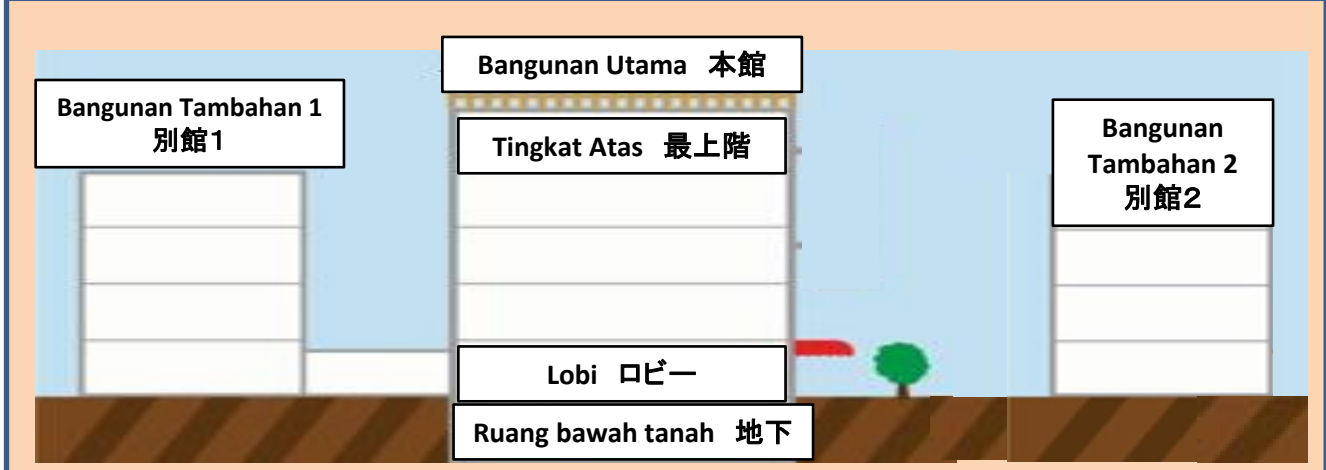 Bangunan Utama 本館
Bangunan Tambahan 1
別館1
Tingkat Atas 最上階
Bangunan
Tambahan 2
別館2
Lobi ロビー
Ruang bawah tanah 地下